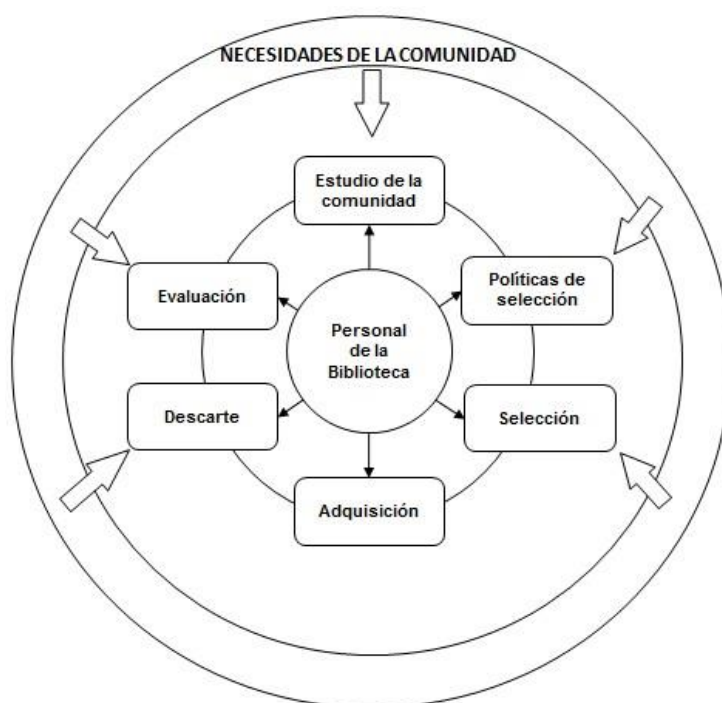 NECESIDADES DE LA COMUNIDAD
Estudio de la
comunidad
Evaluación
Políticas de
selección
Personal
de la
Biblioteca
Descarte
Selección
Adquisición